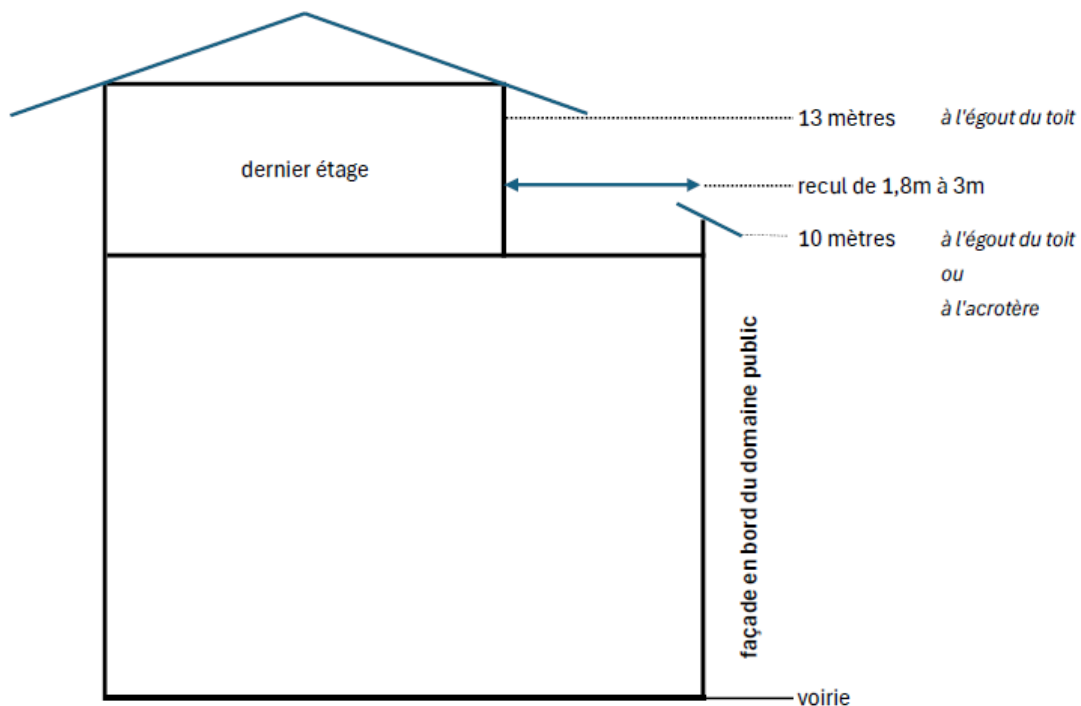 13 mètres à l'égout du toit
dernier étage
recul de 1,8m à 3m
10 mètres à l'égout du toit
ou
à l'acrotère
façade en bord du domaine public
voirie